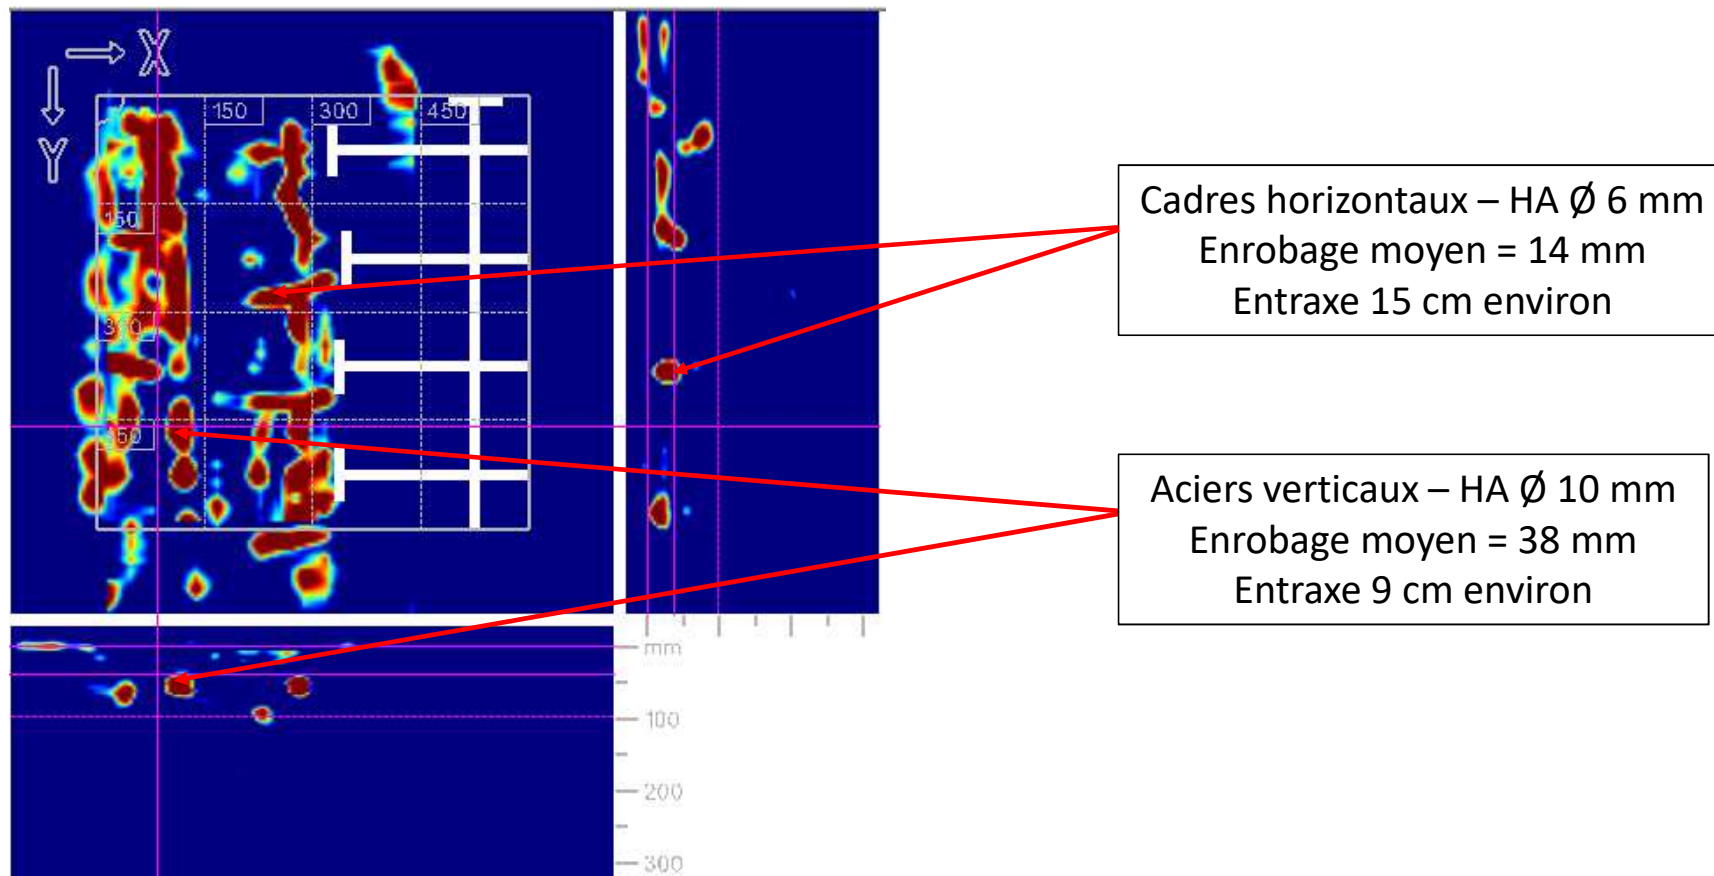 X
Y
150
300
450
150
300
450
mm
100
200
300
Cadres horizontaux – HA Ø 6 mm
Enrobage moyen = 14 mm
Entraxe 15 cm environ
Aciers verticaux – HA Ø 10 mm
Enrobage moyen = 38 mm
Entraxe 9 cm environ